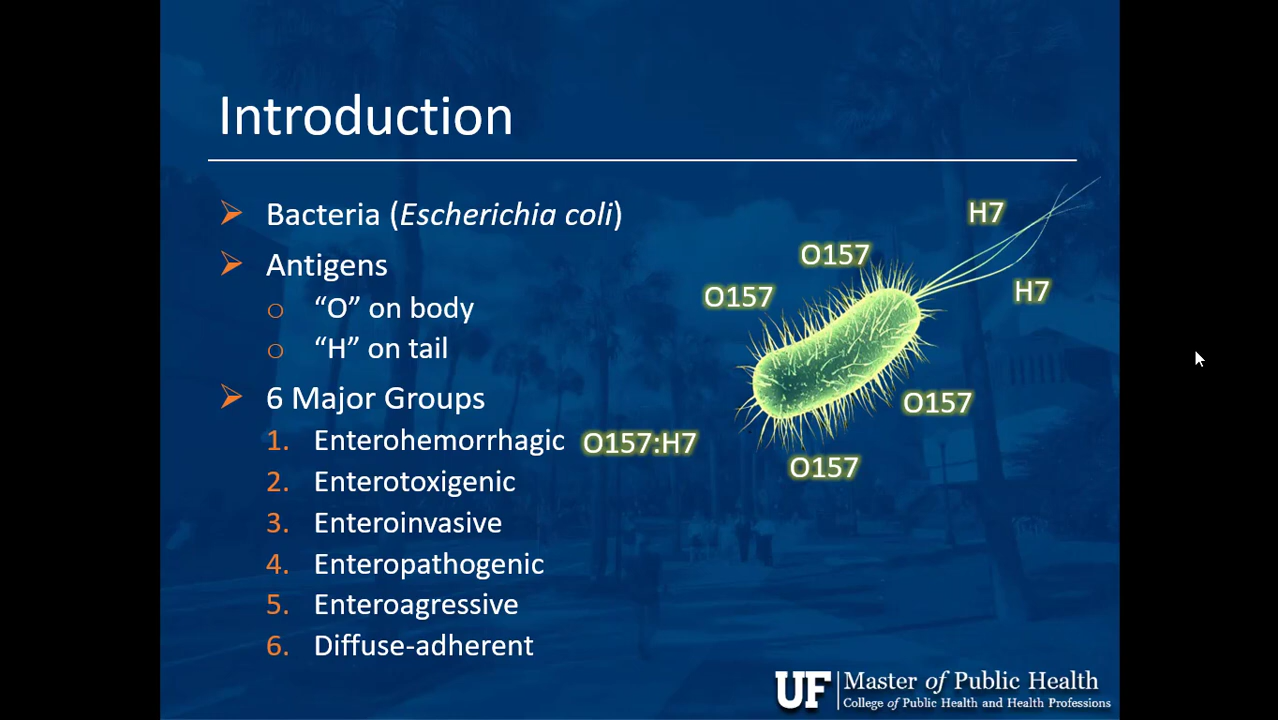 Introduction
Bacteria (Escherichia coli)
Antigens
"O" on body
"H" on tail
6 Major Groups
1. Enterohemorrhagic O157:H7
2. Enterotoxigenic
3. Enteroinvasive
4. Enteropathogenic
5. Enteroagressive
6. Diffuse-adherent
H7
O157
O157
H7
O157
O157
UF Master of Public Health
College of Public Health and Health Professions